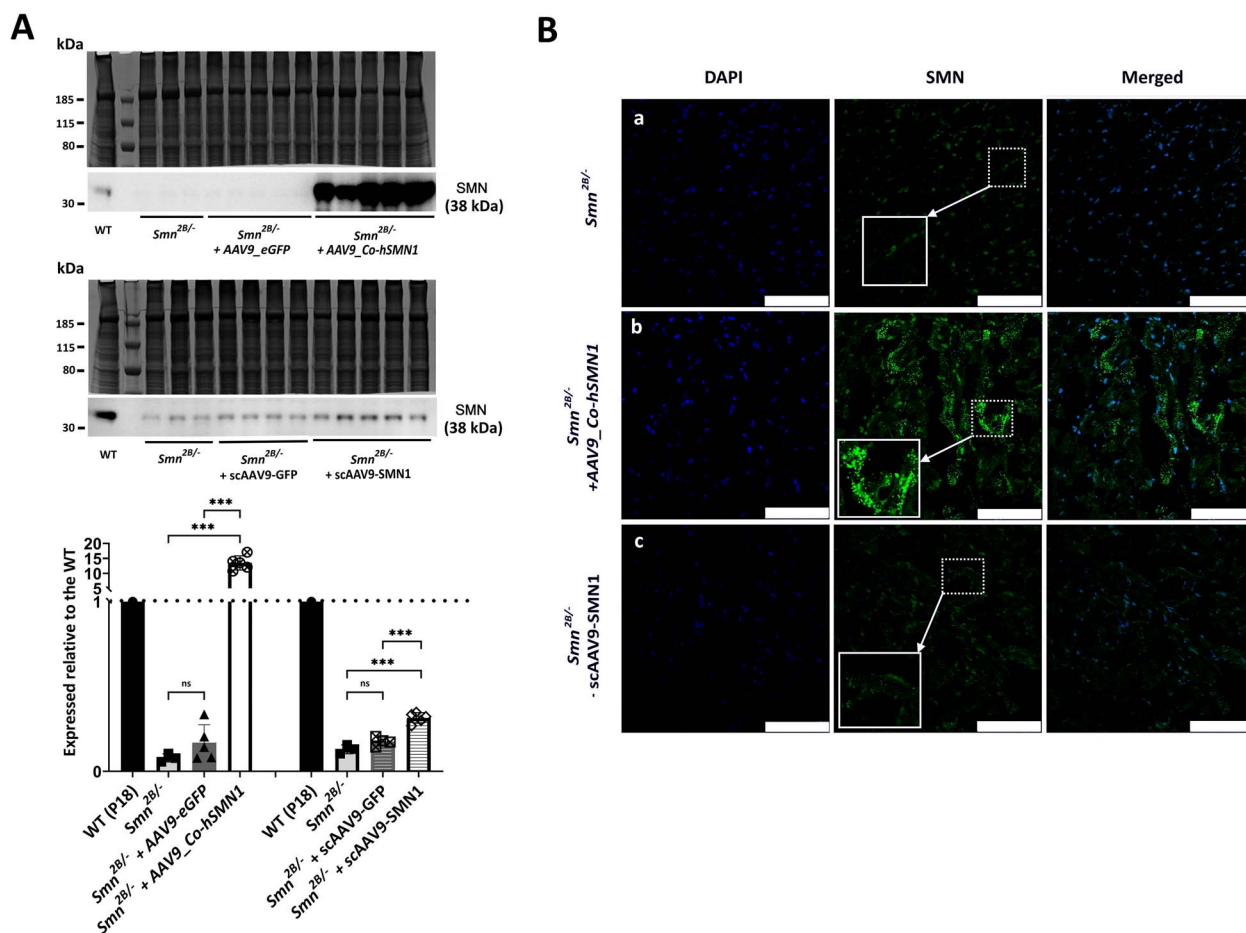 A
kDa
185
115
80
30
SMN
(38 kDa)
WT
Smn2B/-
Smn2B/-
+ AAV9_eGFP
Smn2B/-
+ AAV9_Co-hSMN1
kDa
185
115
80
30
SMN
(38 kDa)
WT
Smn2B/-
Smn2B/-
+ scAAV9-GFP
Smn2B/-
+ scAAV9-SMN1
Expressed relative to the WT
20
15
10
5
1
0
***
***
ns
***
***
ns
WT (P18)
Smn2B/-
Smn2B/- + AAV9-eGFP
Smn2B/- + AAV9_Co-hSMN1
WT (P18)
Smn2B/-
Smn2B/- + scAAV9-GFP
Smn2B/- + scAAV9-SMN1
B
DAPI
SMN
Merged
a
Smn2B/-
b
Smn2B/-
+AAV9_Co-hSMN1
c
Smn2B/-
- scAAV9-SMN1